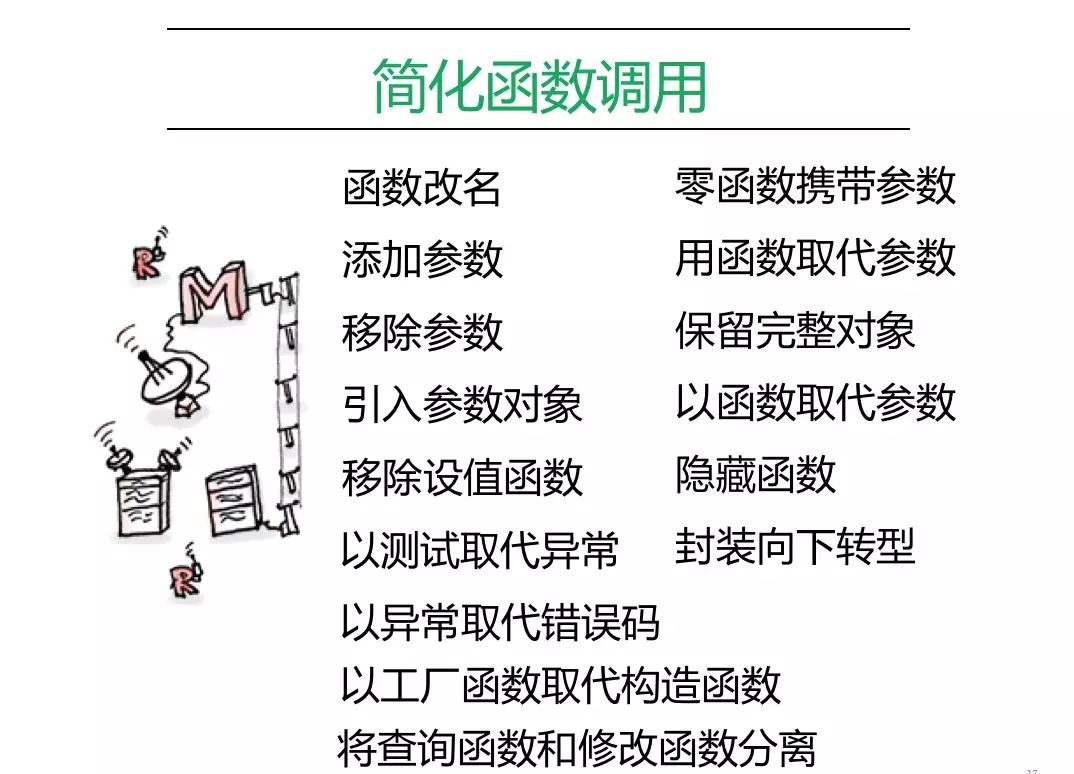 简化函数调用
函数改名
添加参数
移除参数
引入参数对象
移除设值函数
以测试取代异常
以异常取代错误码
以工厂函数取代构造函数
将查询函数和修改函数分离
零函数携带参数
用函数取代参数
保留完整对象
以函数取代参数
隐藏函数
封装向下转型
R
M
R
27